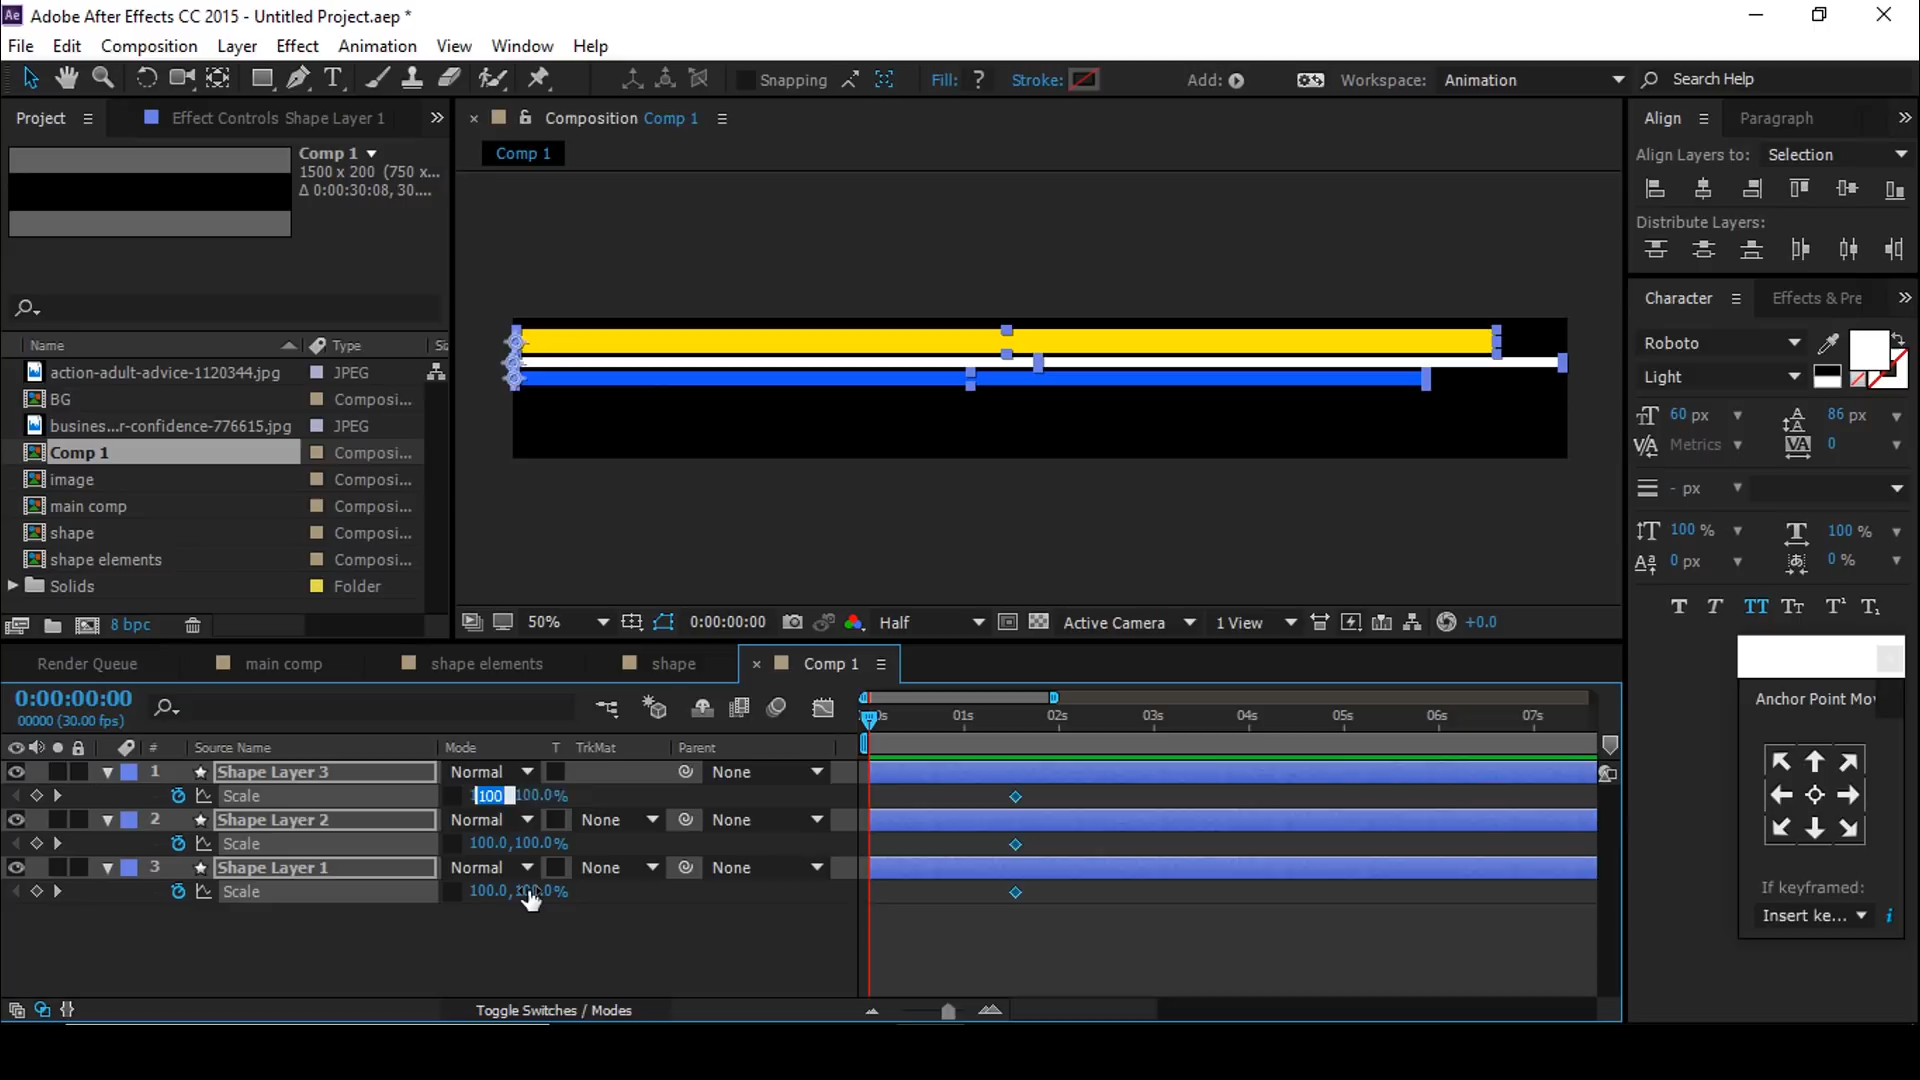 Adobe After Effects CC 2015 - Untitled Project.aep *
File Edit Composition Layer Effect Animation View Window Help
Snapping Fill: ? Stroke: Add: Workspace: Animation Search Help
Project Effect Controls Shape Layer 1
Composition Comp 1
Align Paragraph
Comp 1
1500 x 200 (750 x...
Δ 0:00:30:08, 30....
Comp 1
Align Layers to: Selection
Distribute Layers:
Name Type Si
action-adult-advice-1120344.jpg JPEG
BG Composi...
busines...r-confidence-776615.jpg JPEG
Comp 1 Composi...
image Composi...
main comp Composi...
shape Composi...
shape elements Composi...
Solids Folder
8 bpc
50% 0:00:00:00 Half Active Camera 1 View +0.0
Character Effects & Pre
Roboto
Light
60 px 86 px
Metrics 0
- px
100 % 100 %
0 px 0 %
T T TT Tt T¹ T₁
Render Queue main comp shape elements shape Comp 1
0:00:00:00
00000 (30.00 fps)
01s 02s 03s 04s 05s 06s 07s
# Source Name Mode T TrkMat Parent
1 Shape Layer 3 Normal None
Scale 100 100.0%
2 Shape Layer 2 Normal None None
Scale 100.0,100.0%
3 Shape Layer 1 Normal None None
Scale 100.0,
Toggle Switches / Modes
Anchor Point Mov
If keyframed:
Insert ke...